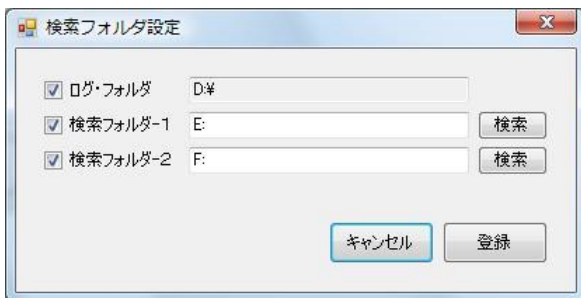 検索フォルダ設定
ログ・フォルダ D:¥
検索フォルダ-1 E: 検索
検索フォルダ-2 F: 検索
キャンセル 登録